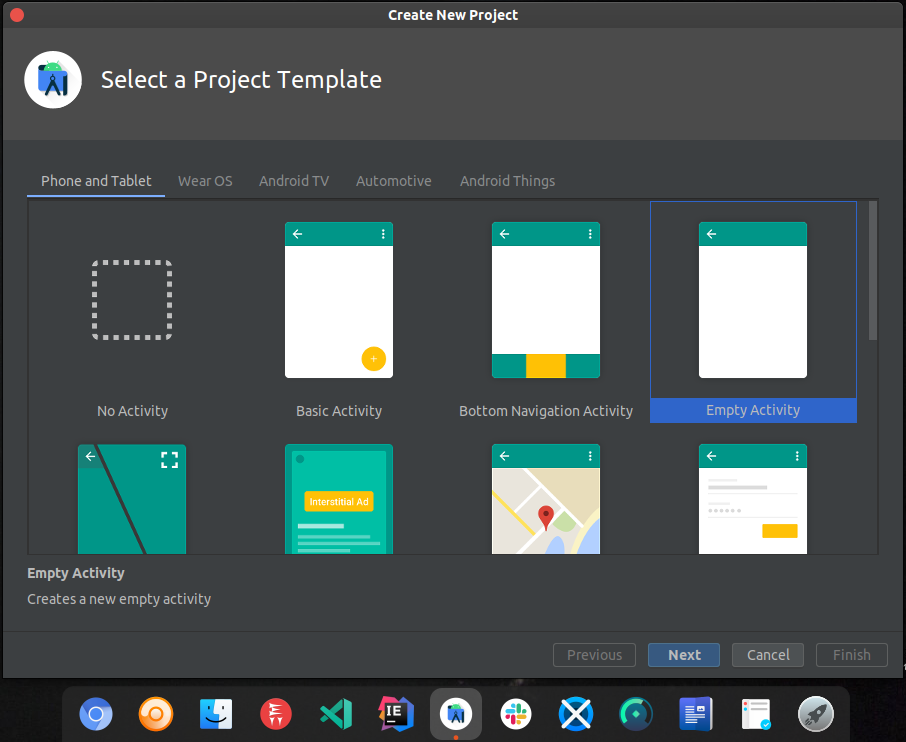 Create New Project
Select a Project Template
Phone and Tablet Wear OS Android TV Automotive Android Things
No Activity Basic Activity Bottom Navigation Activity Empty Activity
Interstitial Ad
Empty Activity
Creates a new empty activity
Previous Next Cancel Finish
IE